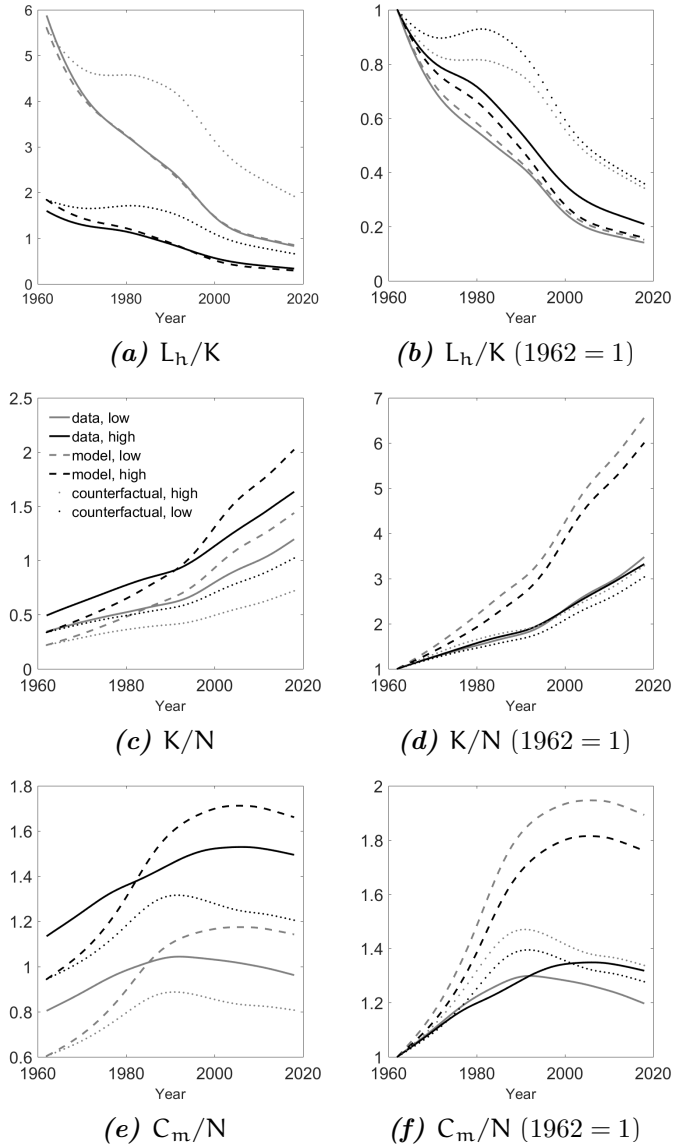 6
5
4
3
2
1
0
1960 1980 2000 2020
Year
(a) Lₕ/K
1
0.8
0.6
0.4
0.2
0
1960 1980 2000 2020
Year
(b) Lₕ/K (1962 = 1)
2.5
2
1.5
1
0.5
0
data, low
data, high
model, low
model, high
counterfactual, high
counterfactual, low
1960 1980 2000 2020
Year
(c) K/N
7
6
5
4
3
2
1
1960 1980 2000 2020
Year
(d) K/N (1962 = 1)
1.8
1.6
1.4
1.2
1
0.8
0.6
1960 1980 2000 2020
Year
(e) Cₘ/N
2
1.8
1.6
1.4
1.2
1
1960 1980 2000 2020
Year
(f) Cₘ/N (1962 = 1)